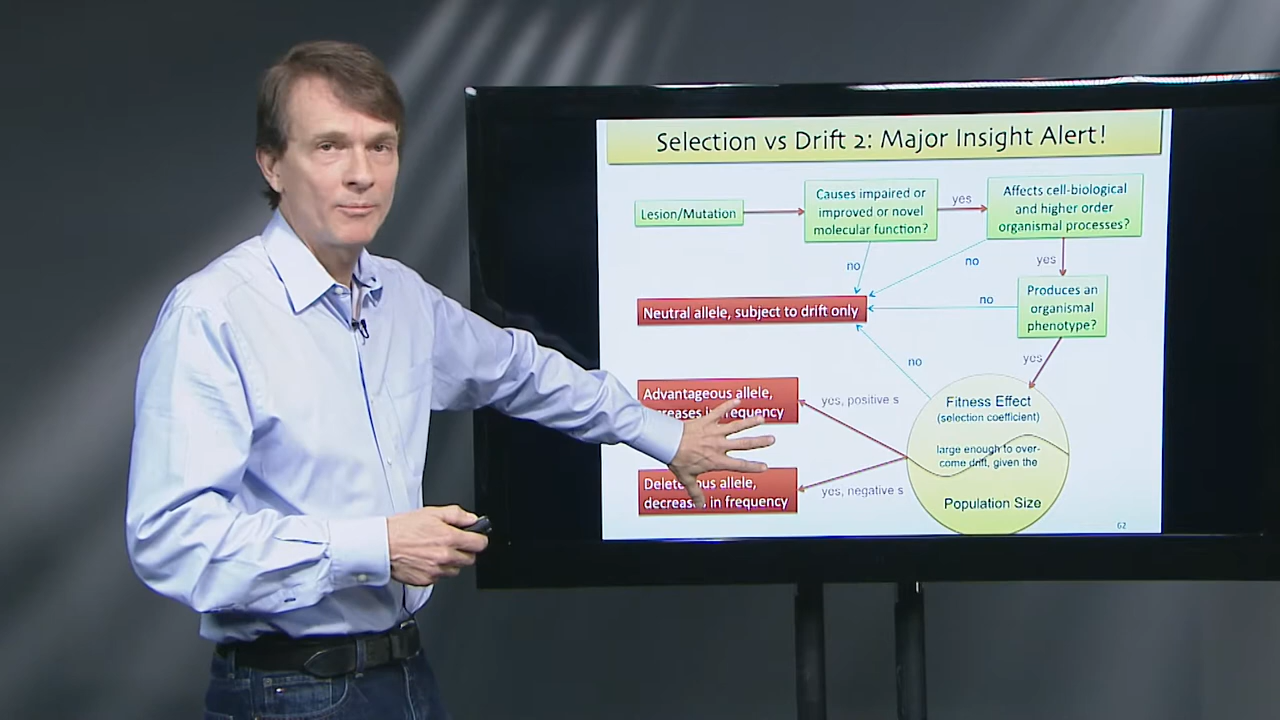 Selection vs Drift 2: Major Insight Alert!
Lesion/Mutation
Causes impaired or
improved or novel
molecular function?
yes
Affects cell-biological
and higher order
organismal processes?
no
no
yes
Neutral allele, subject to drift only
no
Produces an
organismal
phenotype?
no
yes
Advantageous allele,
in frequency
yes, positive s
Fitness Effect
(selection coefficient)
large enough to over-
come drift, given the
Population Size
allele,
in frequency
yes, negative s
62